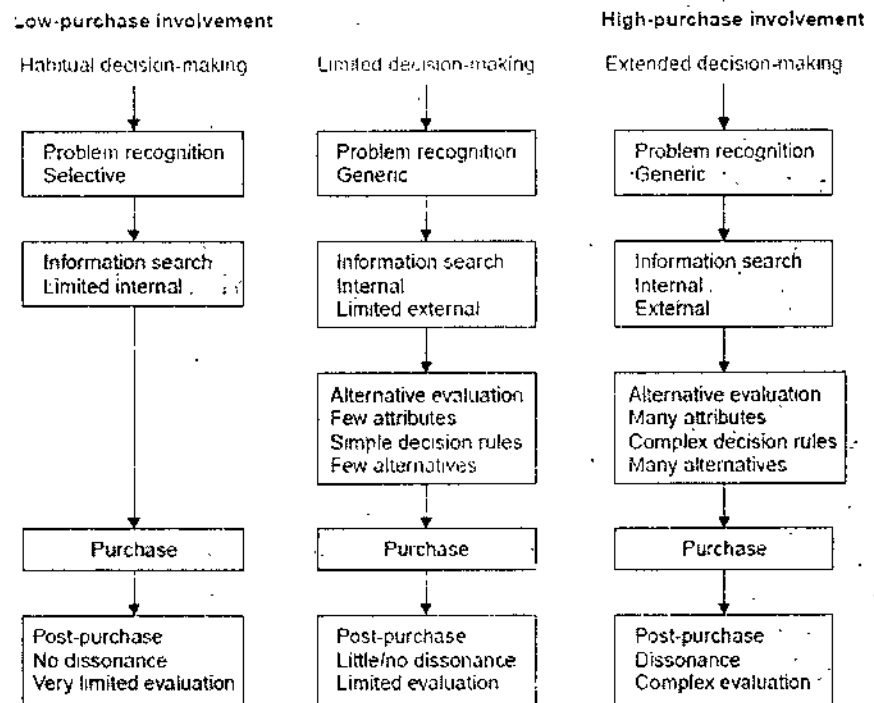 Low-purchase involvement
High-purchase involvement
Habitual decision-making
Limited decision-making
Extended decision-making
Problem recognition
Selective
Problem recognition
Generic
Problem recognition
Generic
Information search
Limited internal
Information search
Internal
Limited external
Information search
Internal
External
Alternative evaluation
Few attributes
Simple decision rules
Few alternatives
Alternative evaluation
Many attributes
Complex decision rules
Many alternatives
Purchase
Purchase
Purchase
Post-purchase
No dissonance
Very limited evaluation
Post-purchase
Little/no dissonance
Limited evaluation
Post-purchase
Dissonance
Complex evaluation